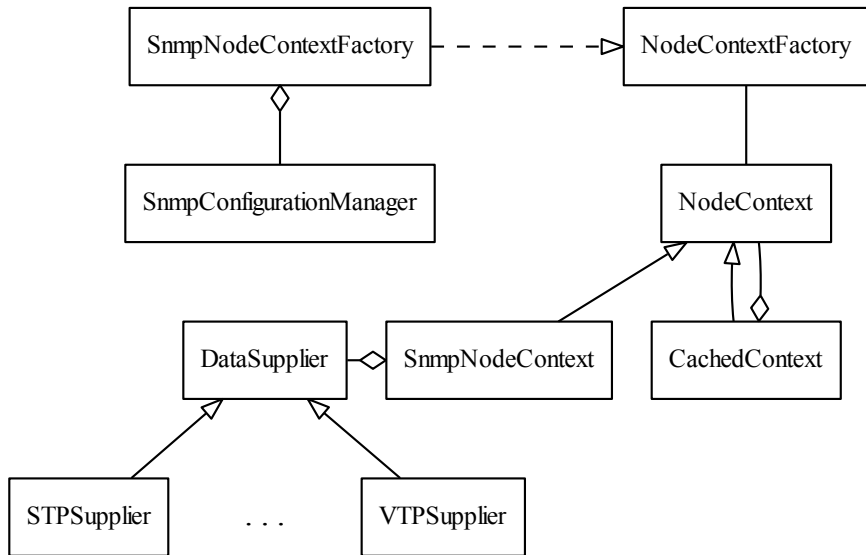 SnmpNodeContextFactory
NodeContextFactory
SnmpConfigurationManager
NodeContext
DataSupplier
SnmpNodeContext
CachedContext
STPSupplier
. . .
VTPSupplier